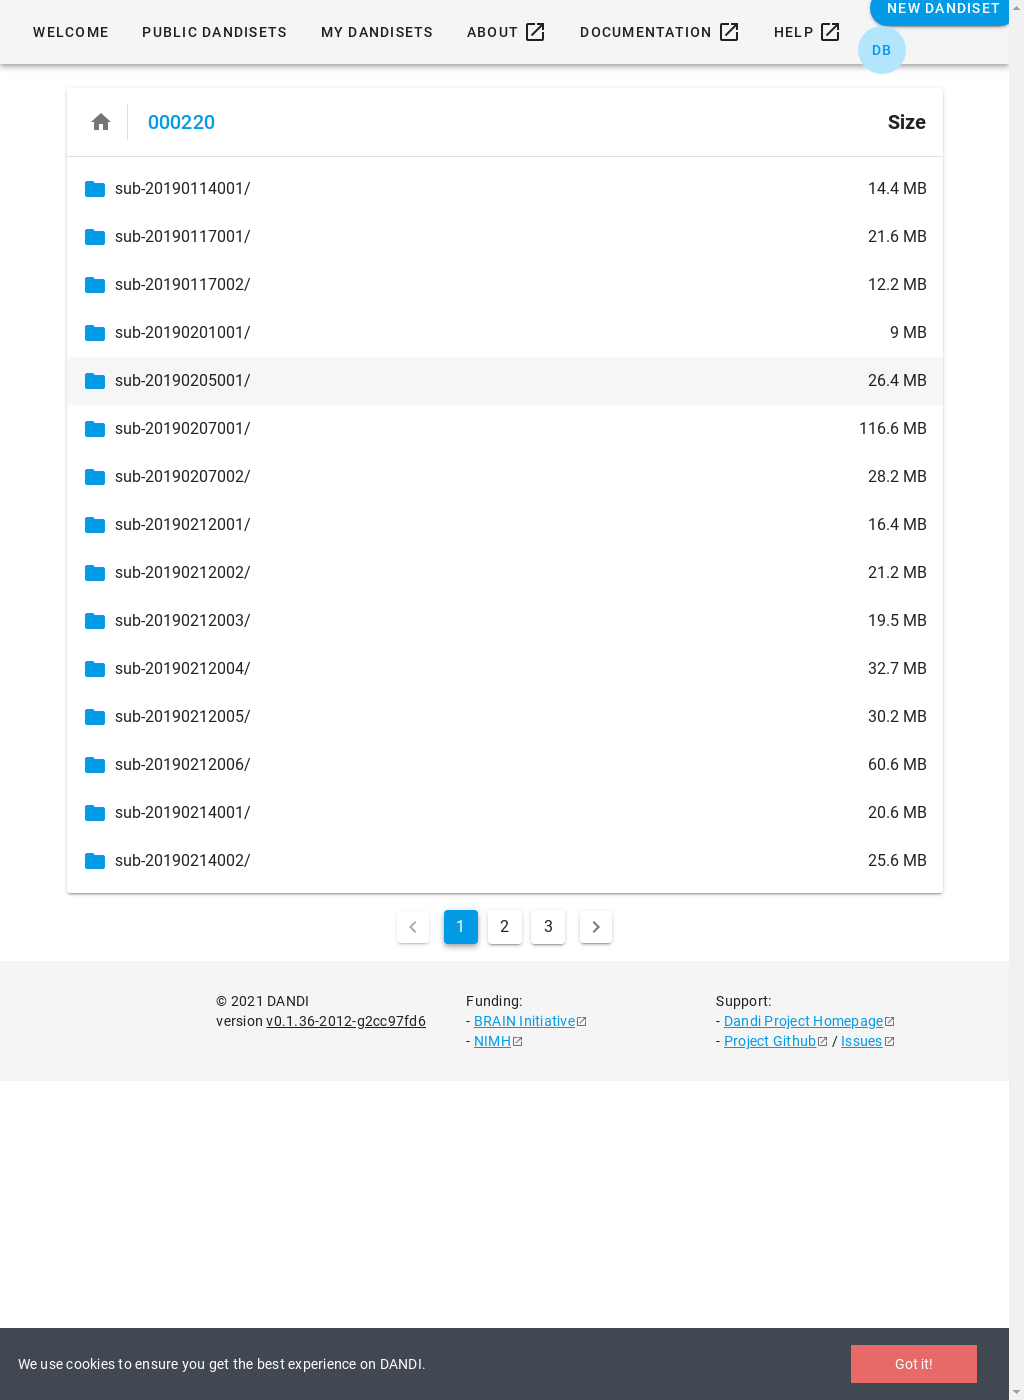 WELCOME PUBLIC DANDISETS MY DANDISETS ABOUT DOCUMENTATION HELP NEW DANDISET
DB
000220 Size
sub-20190114001/ 14.4 MB
sub-20190117001/ 21.6 MB
sub-20190117002/ 12.2 MB
sub-20190201001/ 9 MB
sub-20190205001/ 26.4 MB
sub-20190207001/ 116.6 MB
sub-20190207002/ 28.2 MB
sub-20190212001/ 16.4 MB
sub-20190212002/ 21.2 MB
sub-20190212003/ 19.5 MB
sub-20190212004/ 32.7 MB
sub-20190212005/ 30.2 MB
sub-20190212006/ 60.6 MB
sub-20190214001/ 20.6 MB
sub-20190214002/ 25.6 MB
1 2 3
© 2021 DANDI
version v0.1.36-2012-g2cc97fd6
Funding:
- BRAIN Initiative
- NIMH
Support:
- Dandi Project Homepage
- Project Github / Issues
We use cookies to ensure you get the best experience on DANDI. Got it!